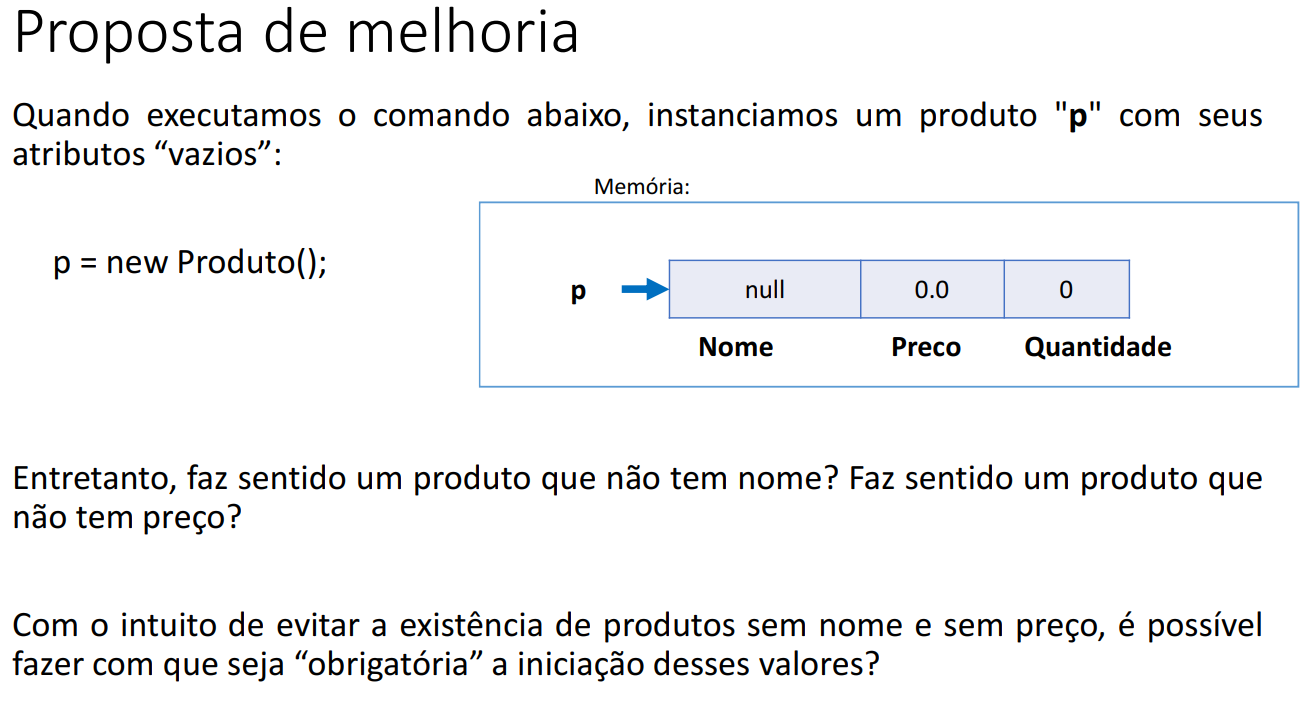 Proposta de melhoria
Quando executamos o comando abaixo, instanciamos um produto "p" com seus
atributos “vazios”:
Memória:
p = new Produto();
p
null
0.0
0
Nome
Preco
Quantidade
Entretanto, faz sentido um produto que não tem nome? Faz sentido um produto que
não tem preço?
Com o intuito de evitar a existência de produtos sem nome e sem preço, é possível
fazer com que seja “obrigatória” a iniciação desses valores?